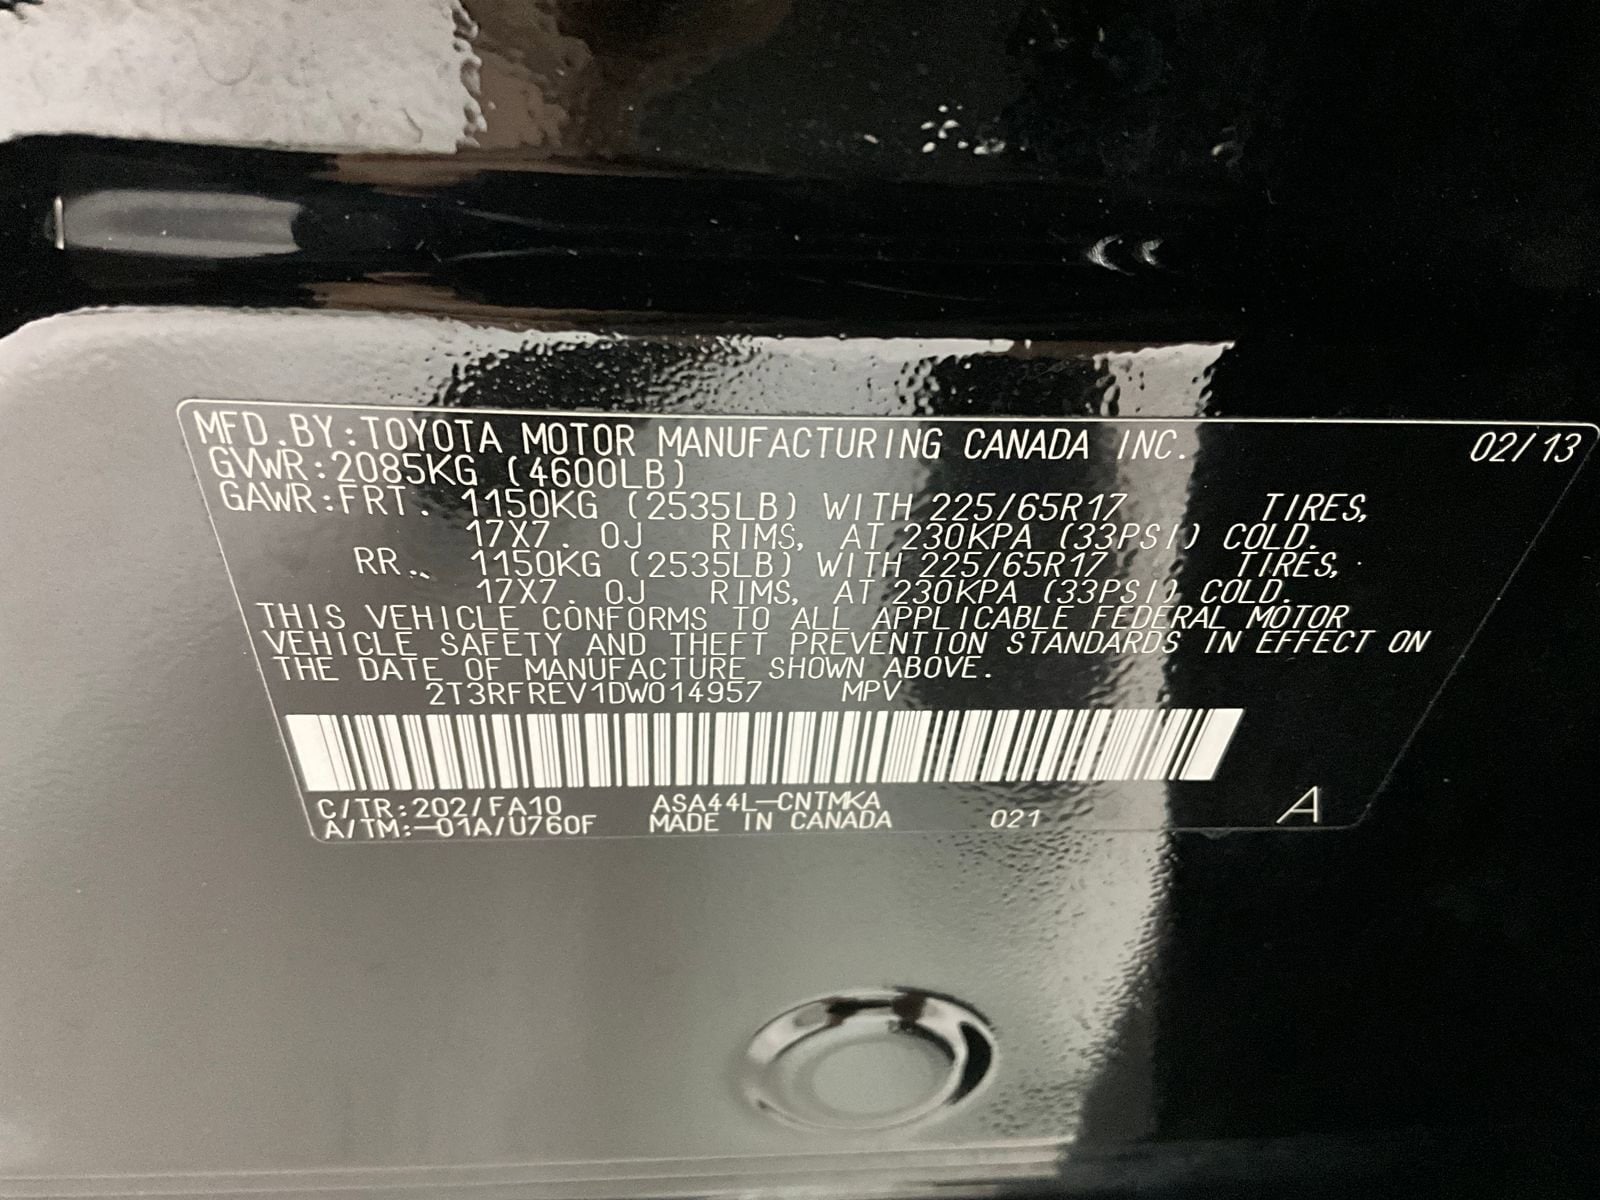 MFD.BY:TOYOTA MOTOR MANUFACTURING CANADA INC. 02/13
GVWR:2085KG (4600LB)
GAWR:FRT. 1150KG (2535LB) WITH 225/65R17 TIRES,
17X7. 0J RIMS, AT 230KPA (33PSI) COLD.
RR. 1150KG (2535LB) WITH 225/65R17 TIRES,
17X7. 0J RIMS, AT 230KPA (33PSI) COLD.
THIS VEHICLE CONFORMS TO ALL APPLICABLE FEDERAL MOTOR
VEHICLE SAFETY AND THEFT PREVENTION STANDARDS IN EFFECT ON
THE DATE OF MANUFACTURE SHOWN ABOVE.
2T3RFREV1DW014957 MPV
C/TR:202/FA10 ASA44L-CNTMKA
A/TM:-01A/U760F MADE IN CANADA 021 A